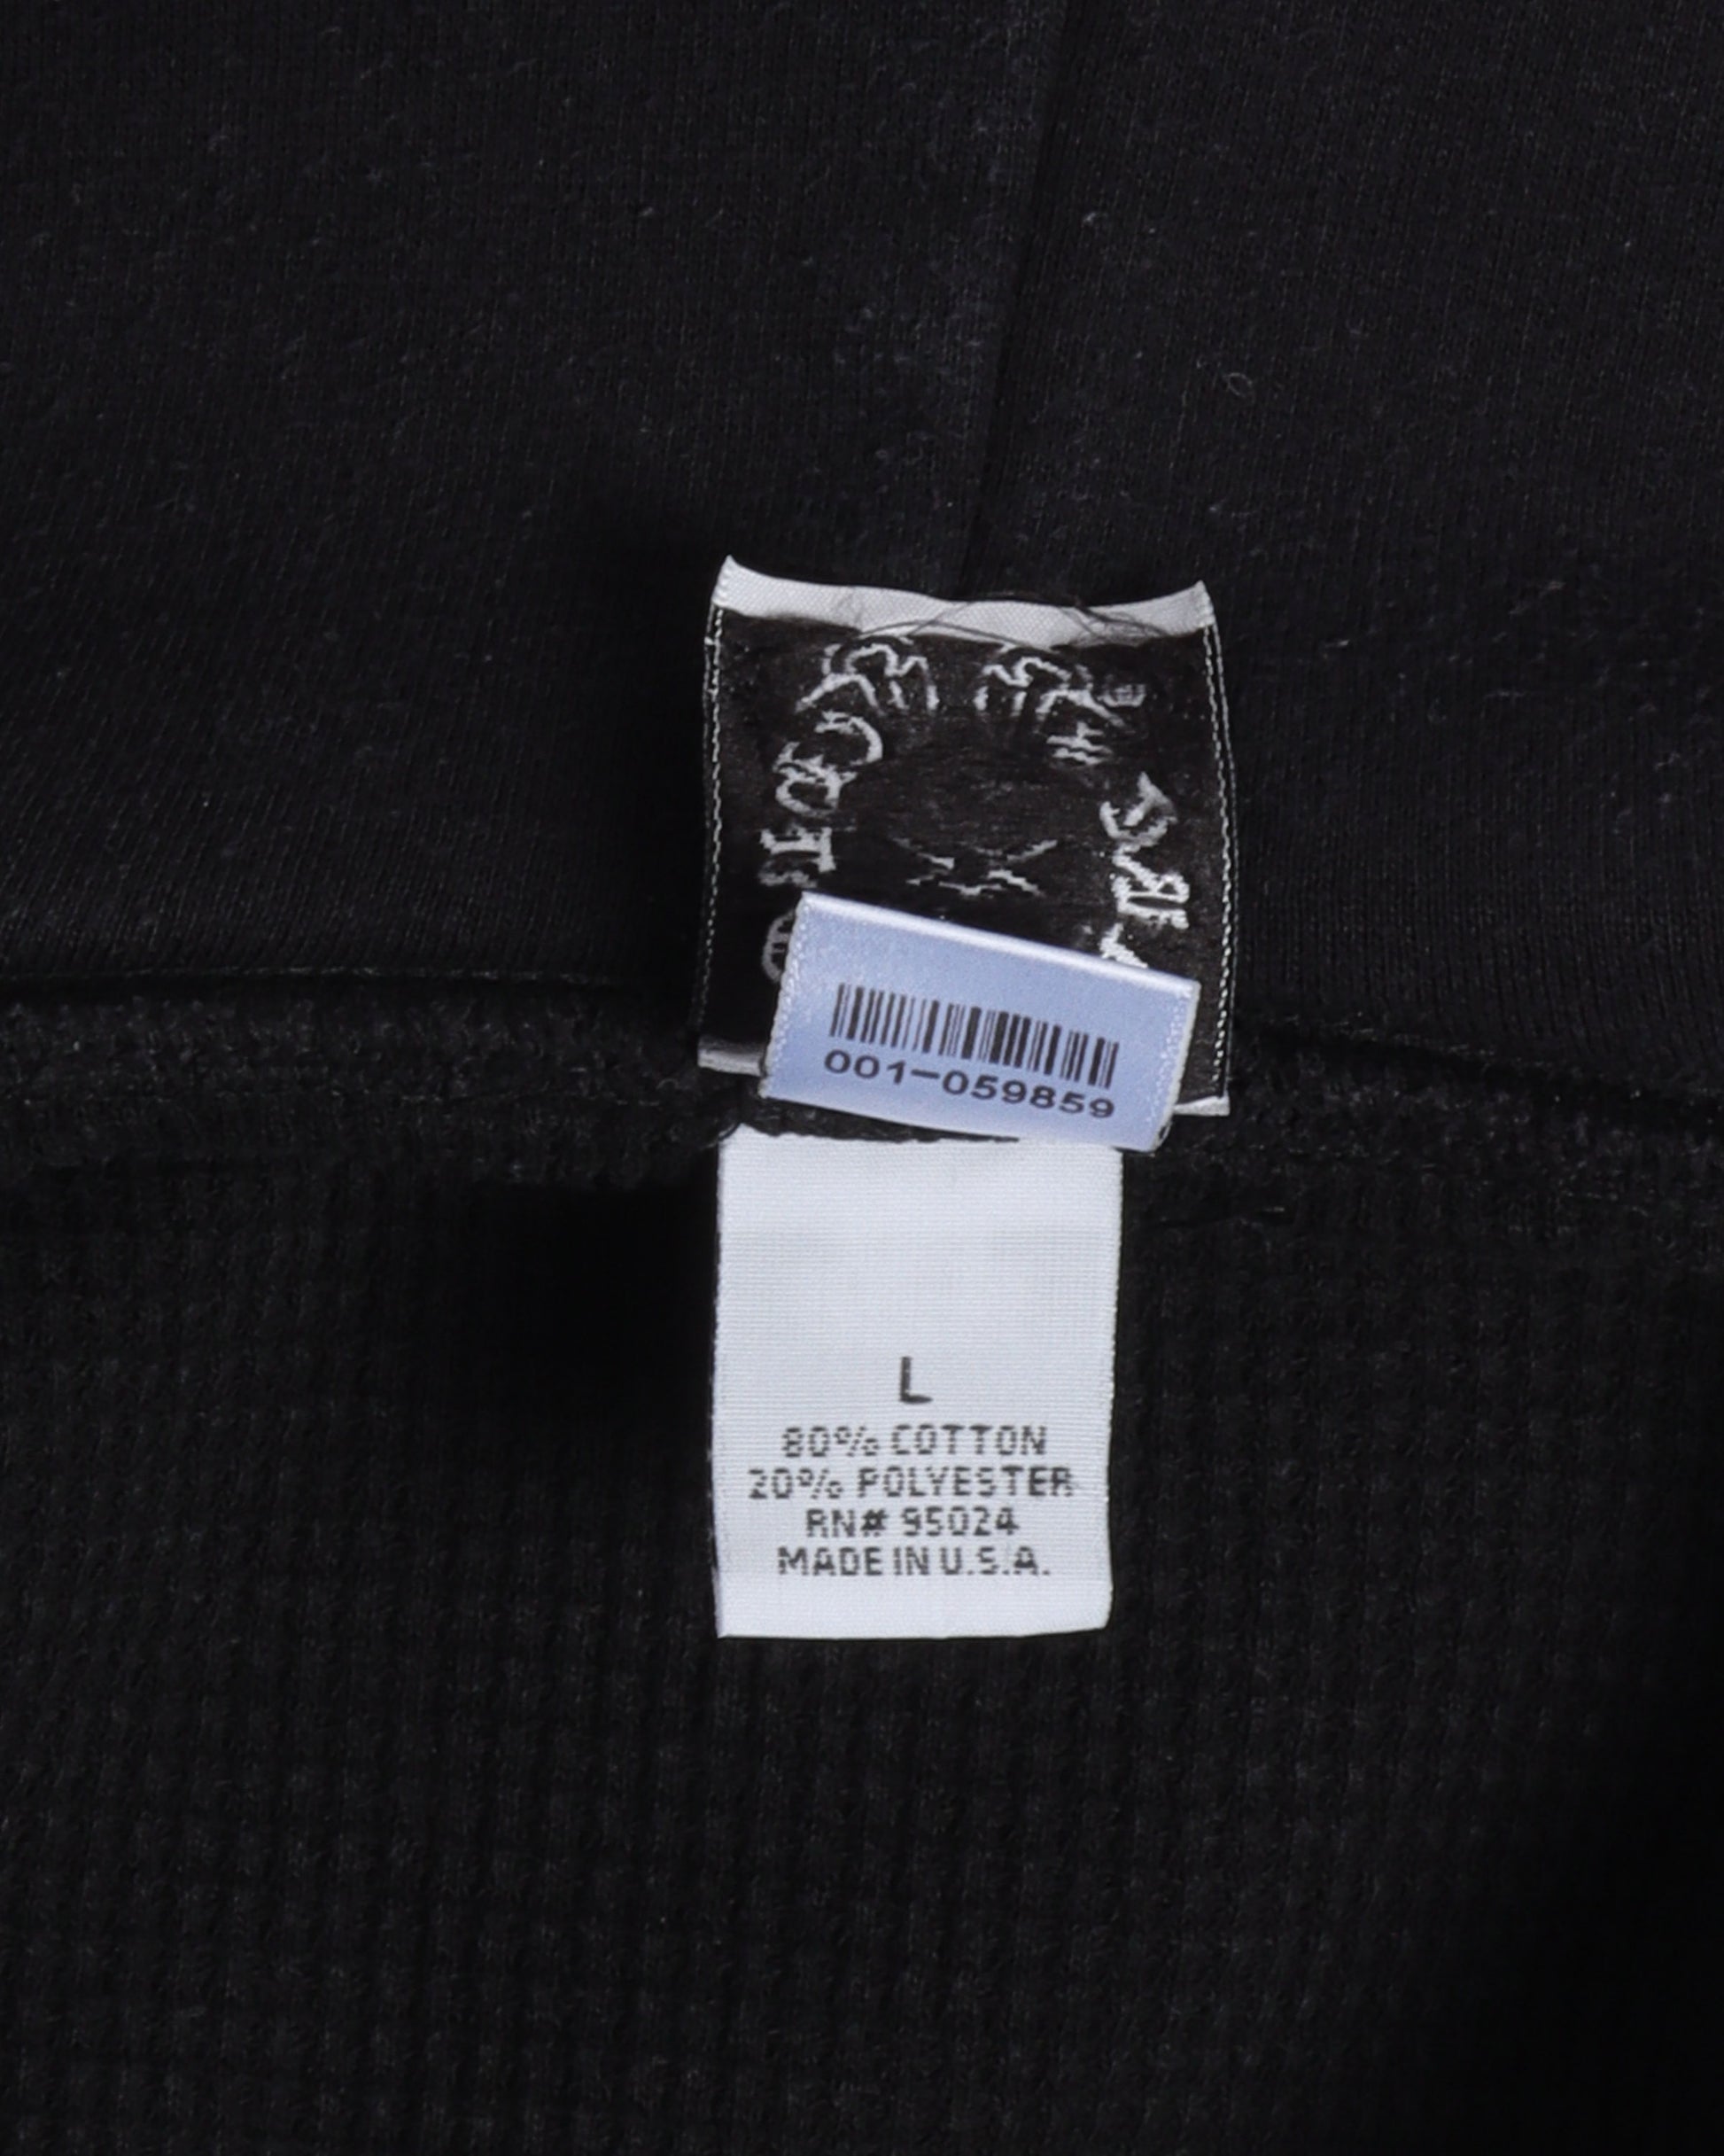 001-059859
L
80% COTTON
20% POLYESTER
RN# 95024
MADE IN U.S.A.